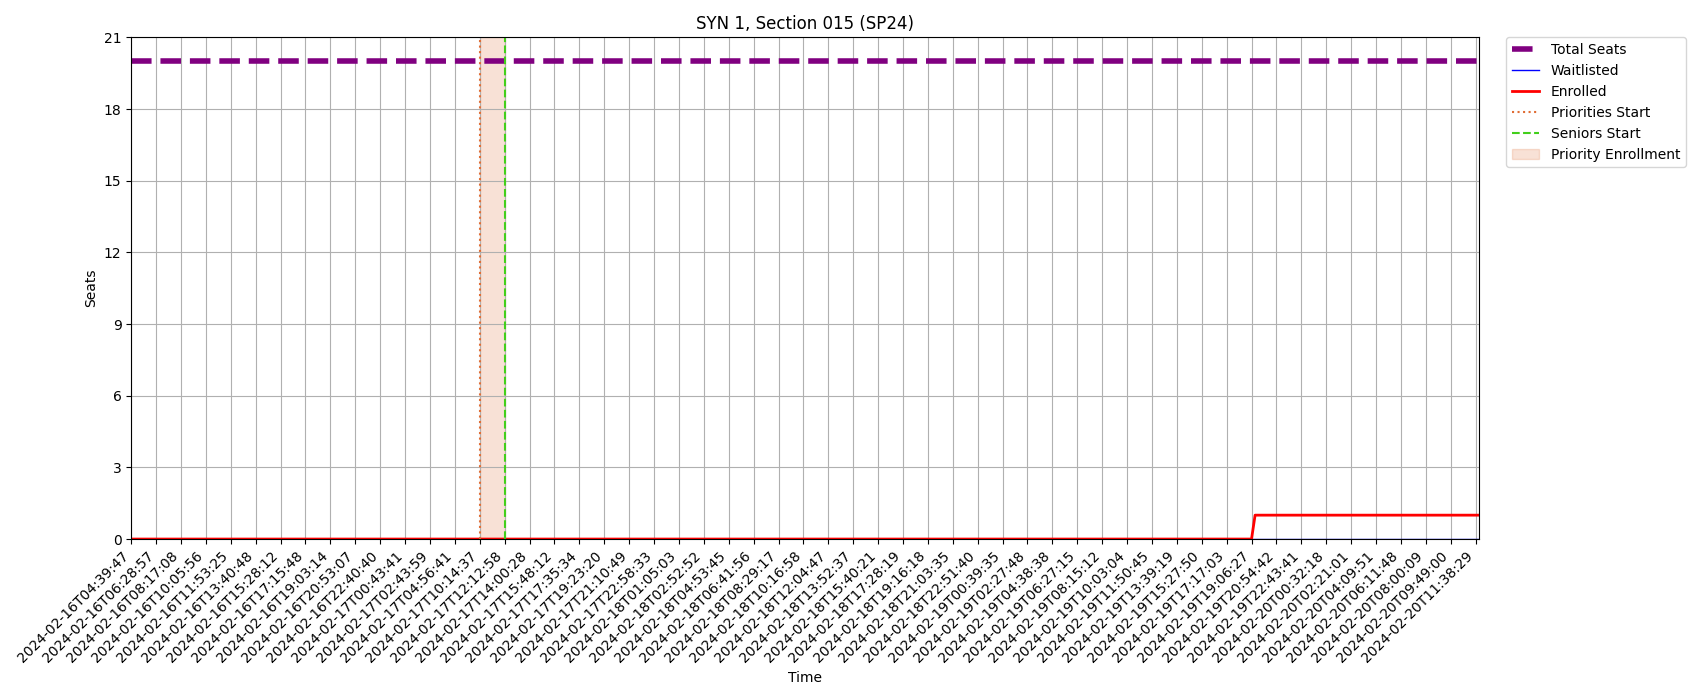 SYN 1, Section 015 (SP24)
Total Seats
Waitlisted
Enrolled
Priorities Start
Seniors Start
Priority Enrollment
21
18
15
12
9
6
3
0
Seats
2024-02-16T04:39:47
2024-02-16T06:28:57
2024-02-16T08:17:08
2024-02-16T10:05:56
2024-02-16T11:53:25
2024-02-16T13:40:48
2024-02-16T15:28:12
2024-02-16T17:15:48
2024-02-16T19:03:14
2024-02-16T20:53:07
2024-02-16T22:40:40
2024-02-17T00:43:41
2024-02-17T02:43:59
2024-02-17T04:56:41
2024-02-17T10:14:37
2024-02-17T12:12:58
2024-02-17T14:00:28
2024-02-17T15:48:12
2024-02-17T17:35:34
2024-02-17T19:23:20
2024-02-17T21:10:49
2024-02-17T22:58:33
2024-02-18T01:05:03
2024-02-18T02:52:52
2024-02-18T04:53:45
2024-02-18T06:41:56
2024-02-18T08:29:17
2024-02-18T10:16:58
2024-02-18T12:04:47
2024-02-18T13:52:37
2024-02-18T15:40:21
2024-02-18T17:28:19
2024-02-18T19:16:18
2024-02-18T21:03:35
2024-02-18T22:51:40
2024-02-19T00:39:35
2024-02-19T02:27:48
2024-02-19T04:38:38
2024-02-19T06:27:15
2024-02-19T08:15:12
2024-02-19T11:03:04
2024-02-19T11:50:45
2024-02-19T13:39:19
2024-02-19T15:27:50
2024-02-19T17:17:03
2024-02-19T19:06:27
2024-02-19T20:54:42
2024-02-19T22:43:41
2024-02-20T00:32:18
2024-02-20T02:21:01
2024-02-20T04:09:51
2024-02-20T06:11:48
2024-02-20T08:00:09
2024-02-20T09:49:00
2024-02-20T11:38:29
Time